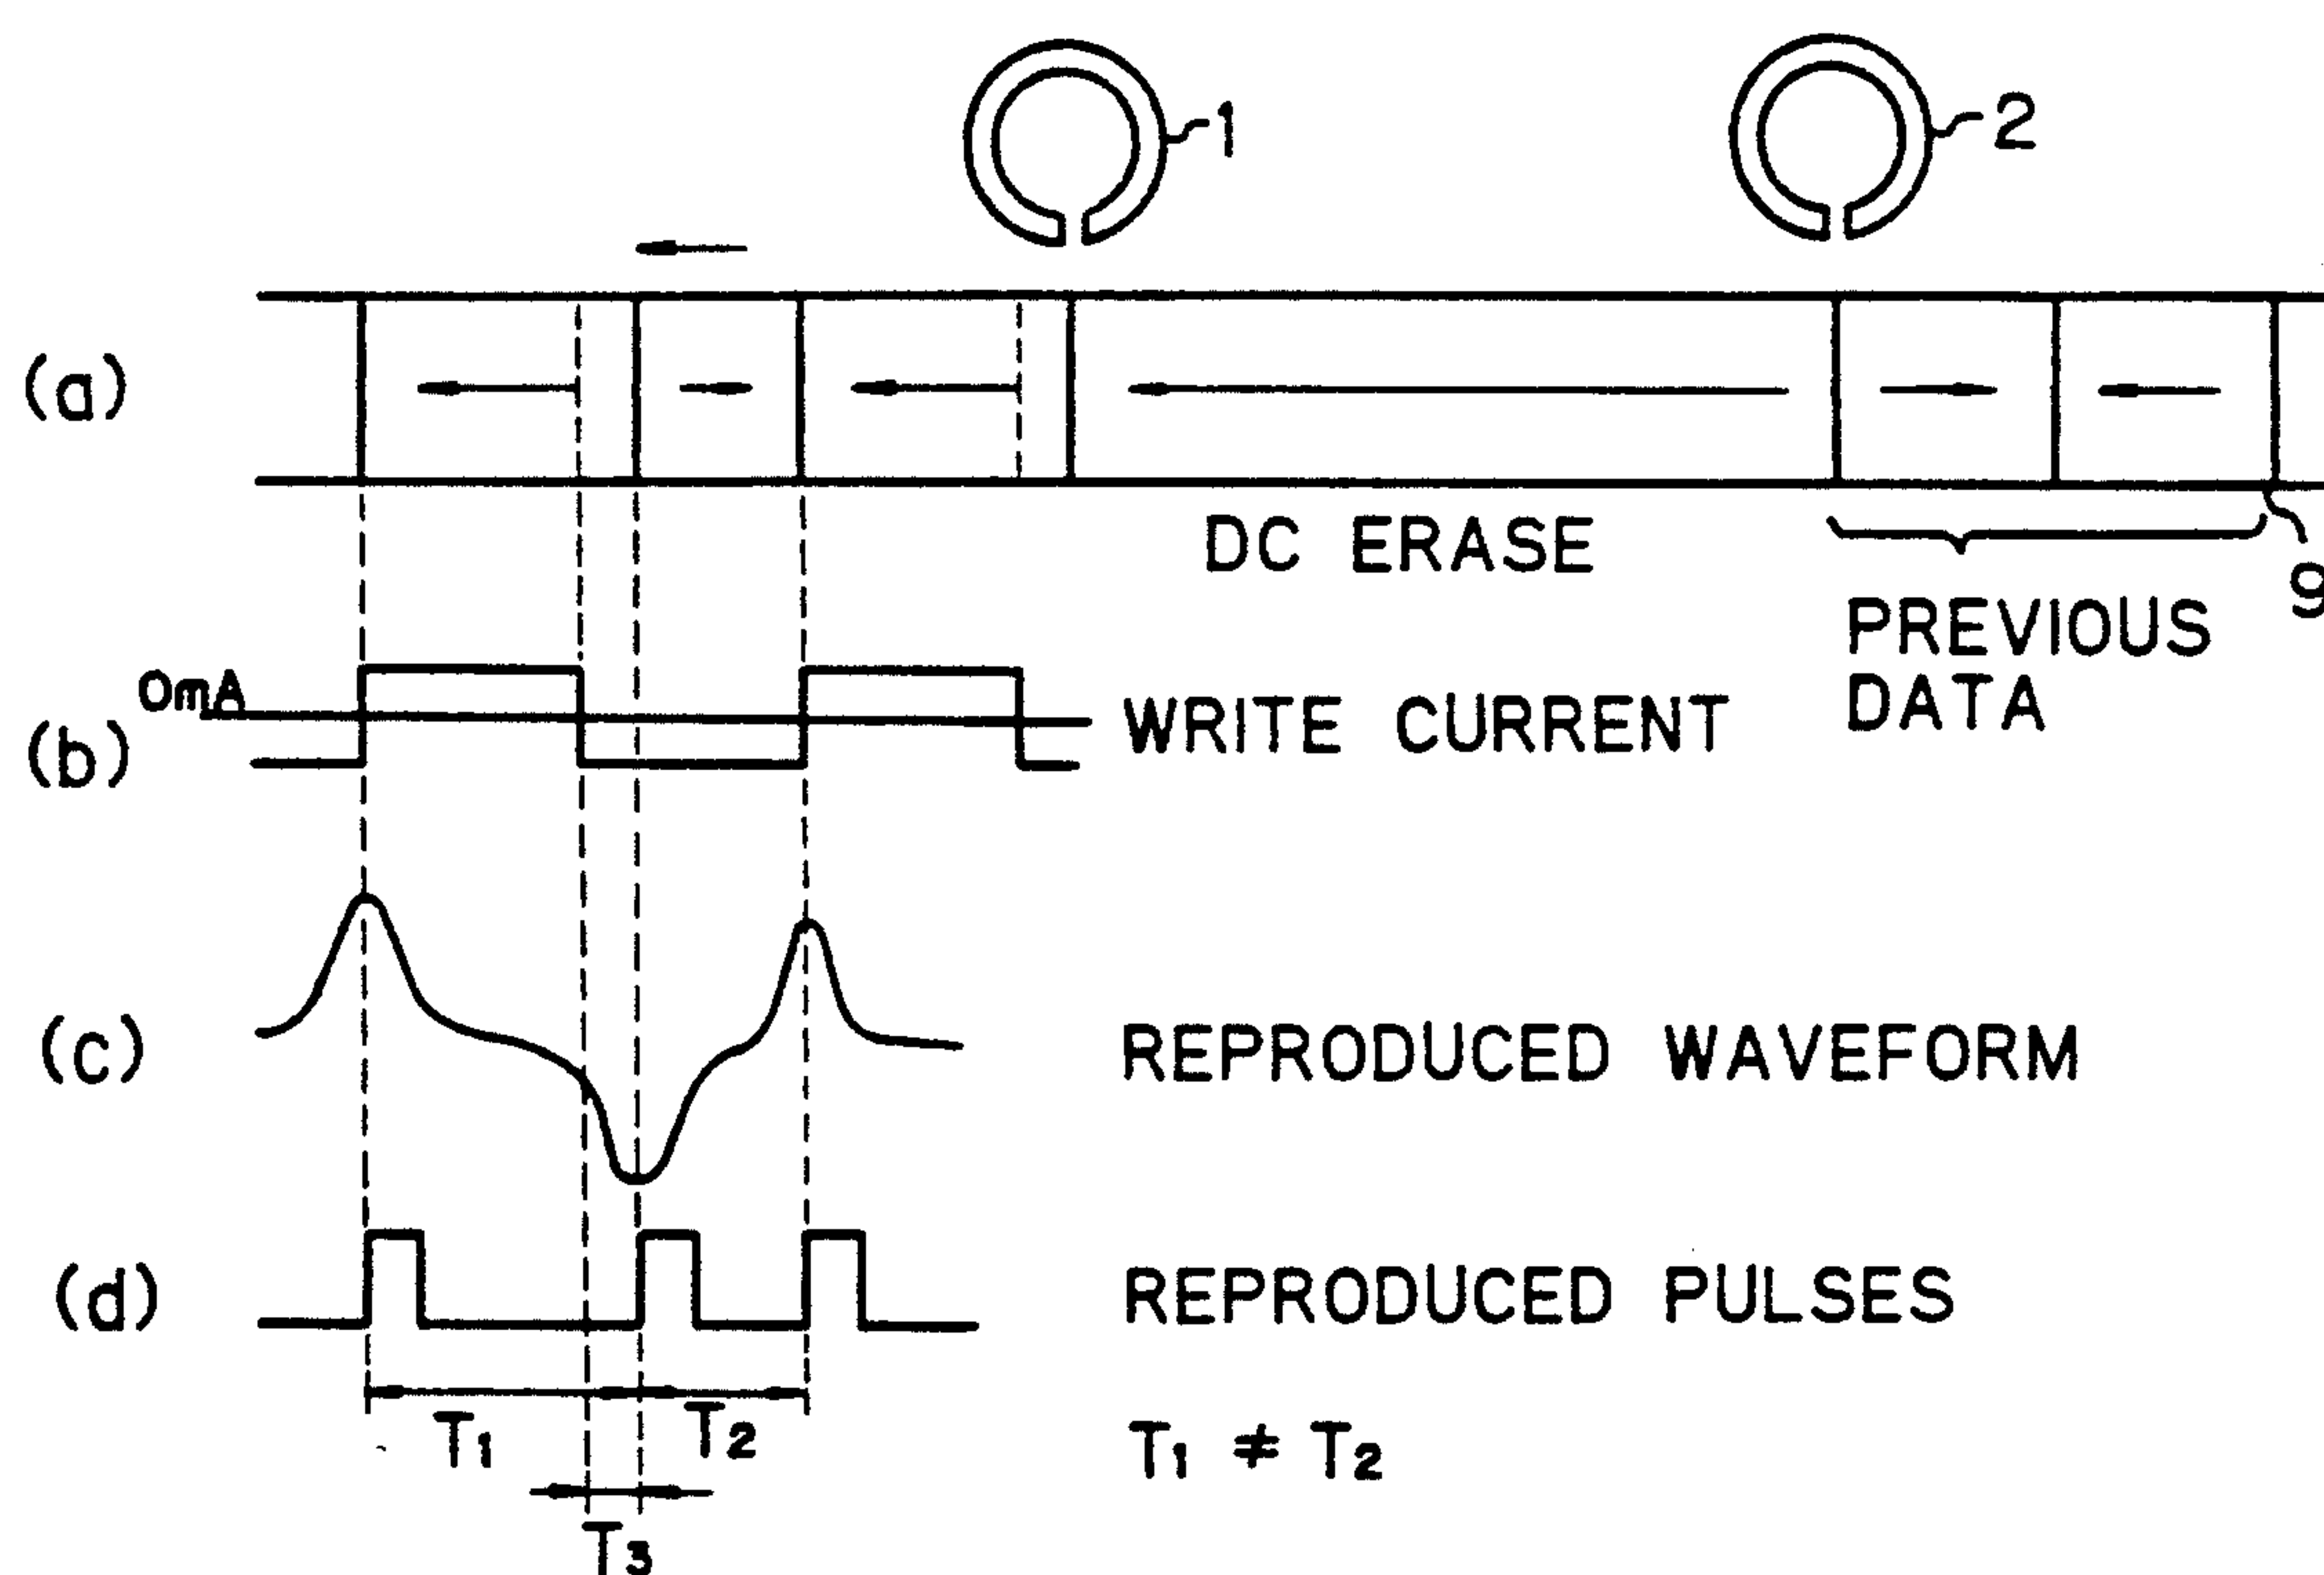 1
2
(a)
DC ERASE
9
PREVIOUS
DATA
0mA
(b)
WRITE CURRENT
(c)
REPRODUCED WAVEFORM
(d)
REPRODUCED PULSES
T1
T2
T1 ≠ T2
T3